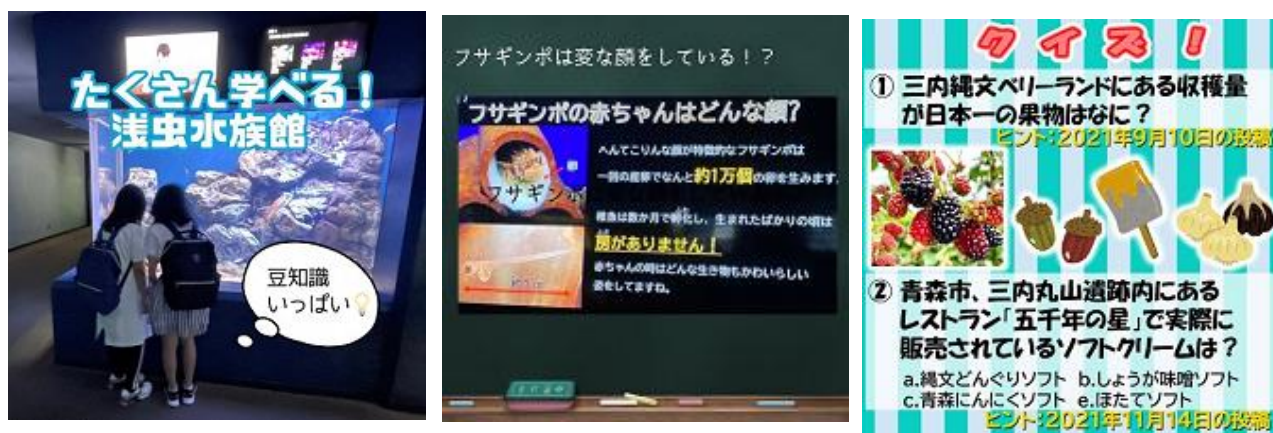 たくさん学べる!
浅虫水族館
豆知識
いっぱい
フサギンポは変な顔をしている!?
フサギンポの赤ちゃんはどんな顔?
へんてこりんな顔が特徴的なフサギンポは
一回の産卵でなんと約1万個の卵を生みます.
フサギンポ
稚魚は数か月で孵化し、生まれたばかりの頃は
房がありません!
赤ちゃんの時はどんな生き物もかわいらしい
姿をしてますね。
クイズ!
① 三内縄文ベリーランドにある収穫量
が日本一の果物はなに?
ヒント:2021年9月10日の投稿
② 青森市、三内丸山遺跡内にある
レストラン「五千年の星」で実際に
販売されているソフトクリームは?
a.縄文どんぐりソフト b.しょうが味噌ソフト
c.青森にんにくソフト e.ほたてソフト
ヒント:2021年11月14日の投稿